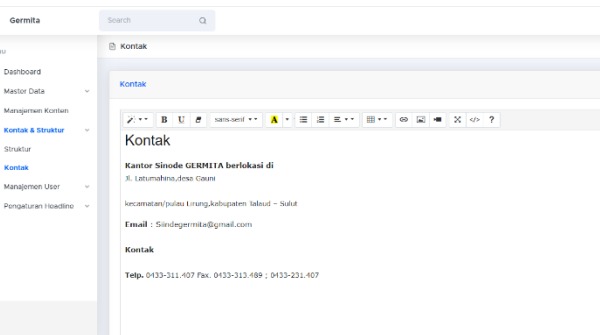 Germita
Search
Kontak
Dashboard
Master Data
Manajemen Konten
Kontak & Struktur
Struktur
Kontak
Manajemen User
Pengaturan Headline
Kontak
B U
sans-serif
A
?
Kontak
Kantor Sinode GERMITA berlokasi di
Jl. Latumahina,desa Gauni
kecamatan/pulau Lirung,kabupaten Talaud – Sulut
Email : Siindegermita@gmail.com
Kontak
Telp. 0433-311.407 Fax. 0433-313.489 ; 0433-231.407